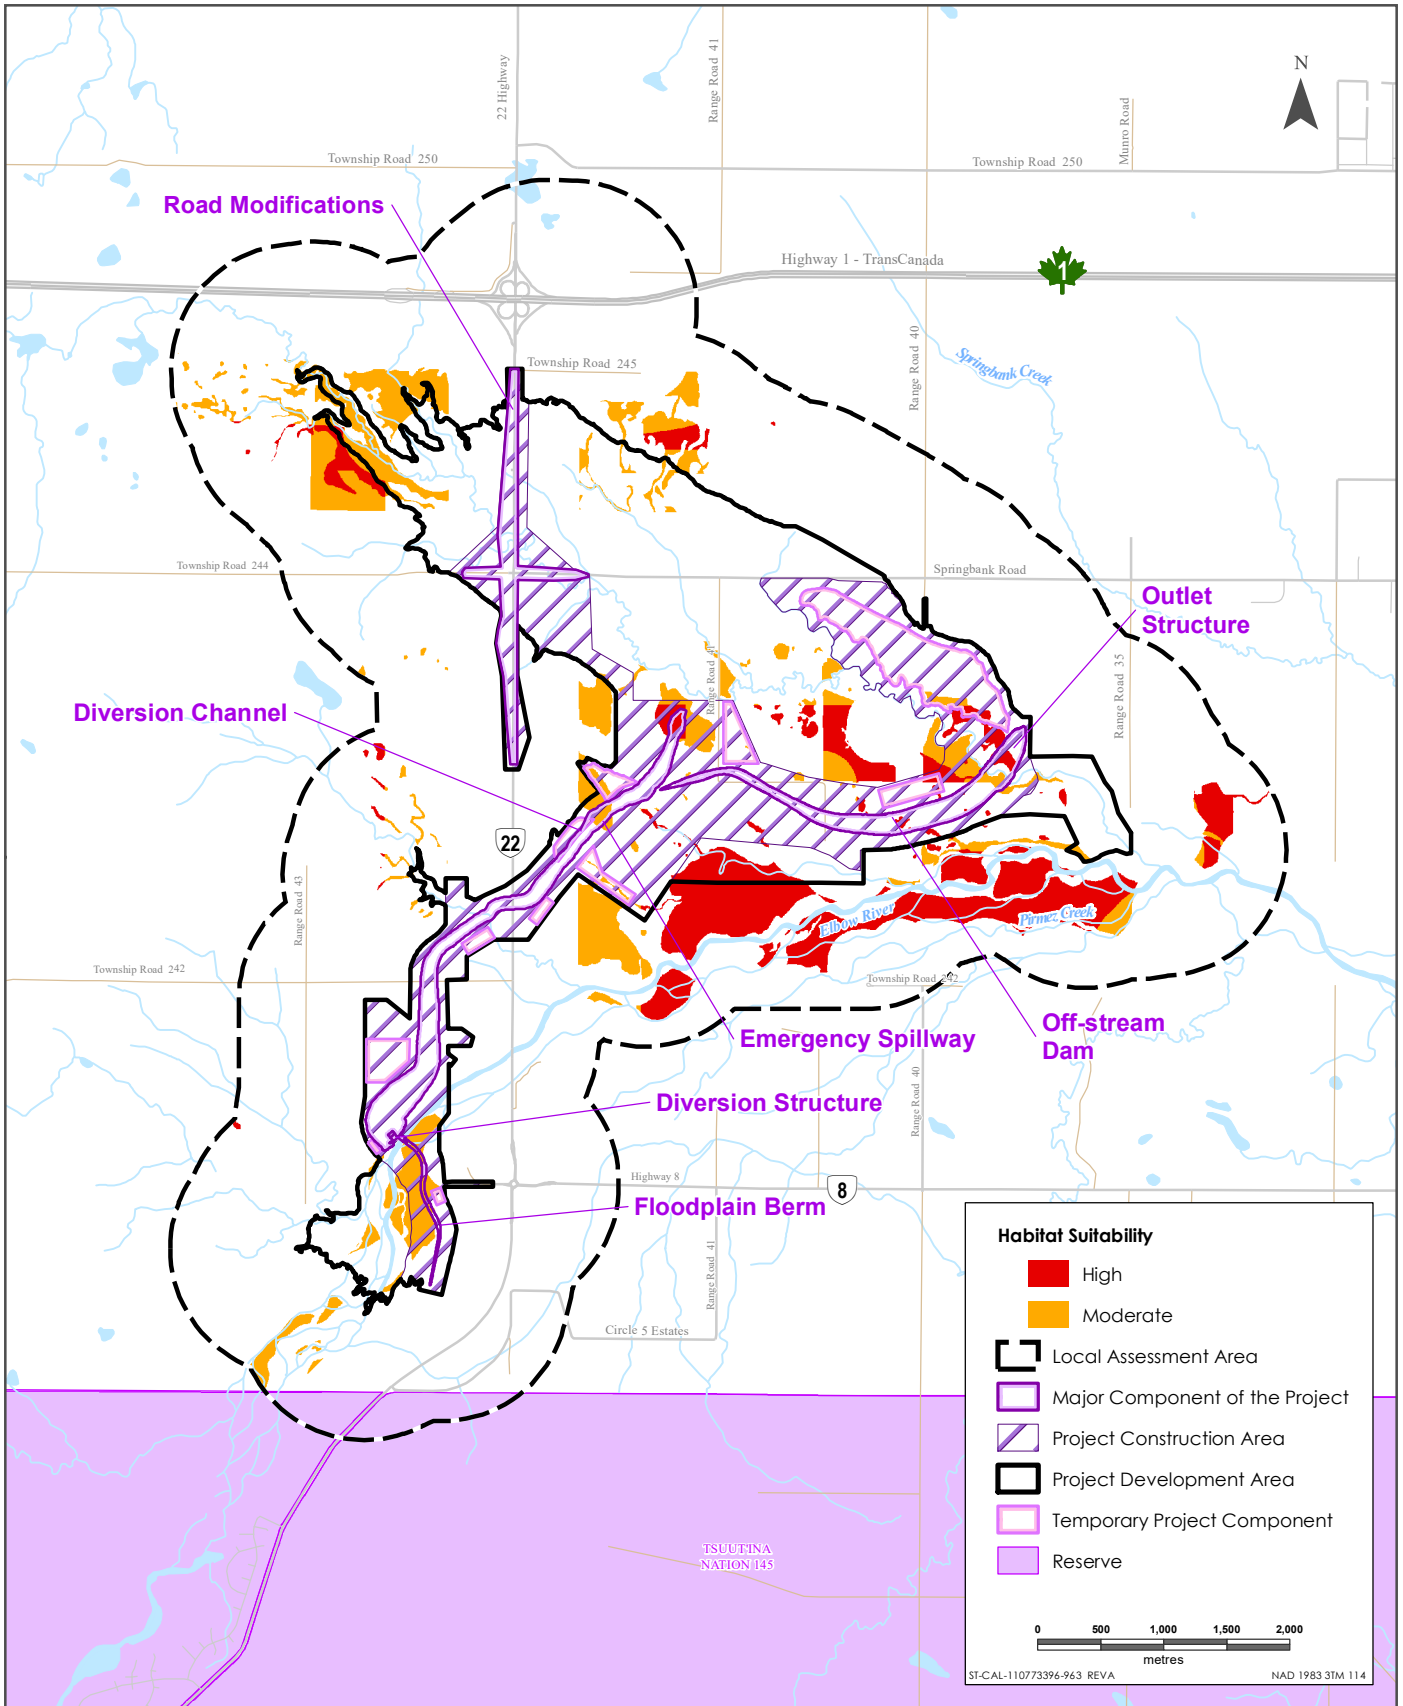 22 Highway
Range Road 41
Munro Road
N
Township Road 250
Township Road 250
Road Modifications
Highway 1 - TransCanada
1
Range Road 40
Springbank Creek
Township Road 245
Township Road 244
Springbank Road
Outlet
Structure
Range Road 41
Range Road 35
Diversion Channel
22
Range Road 43
Elbow River
Pirmez Creek
Township Road 242
Township Road 242
Emergency Spillway
Off-stream
Dam
Range Road 40
Diversion Structure
Highway 8
8
Floodplain Berm
Range Road 41
Circle 5 Estates
TSUUT'INA
NATION 145
Habitat Suitability
High
Moderate
Local Assessment Area
Major Component of the Project
Project Construction Area
Project Development Area
Temporary Project Component
Reserve
0 500 1,000 1,500 2,000
metres
ST-CAL-110773396-963 REVA
NAD 1983 3TM 114